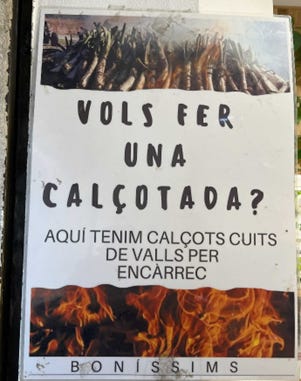 VOLS FER
UNA
CALÇOTADA?
AQUÍ TENIM CALÇOTS CUITS
DE VALLS PER
ENCÀRREC
BONÍSSIMS